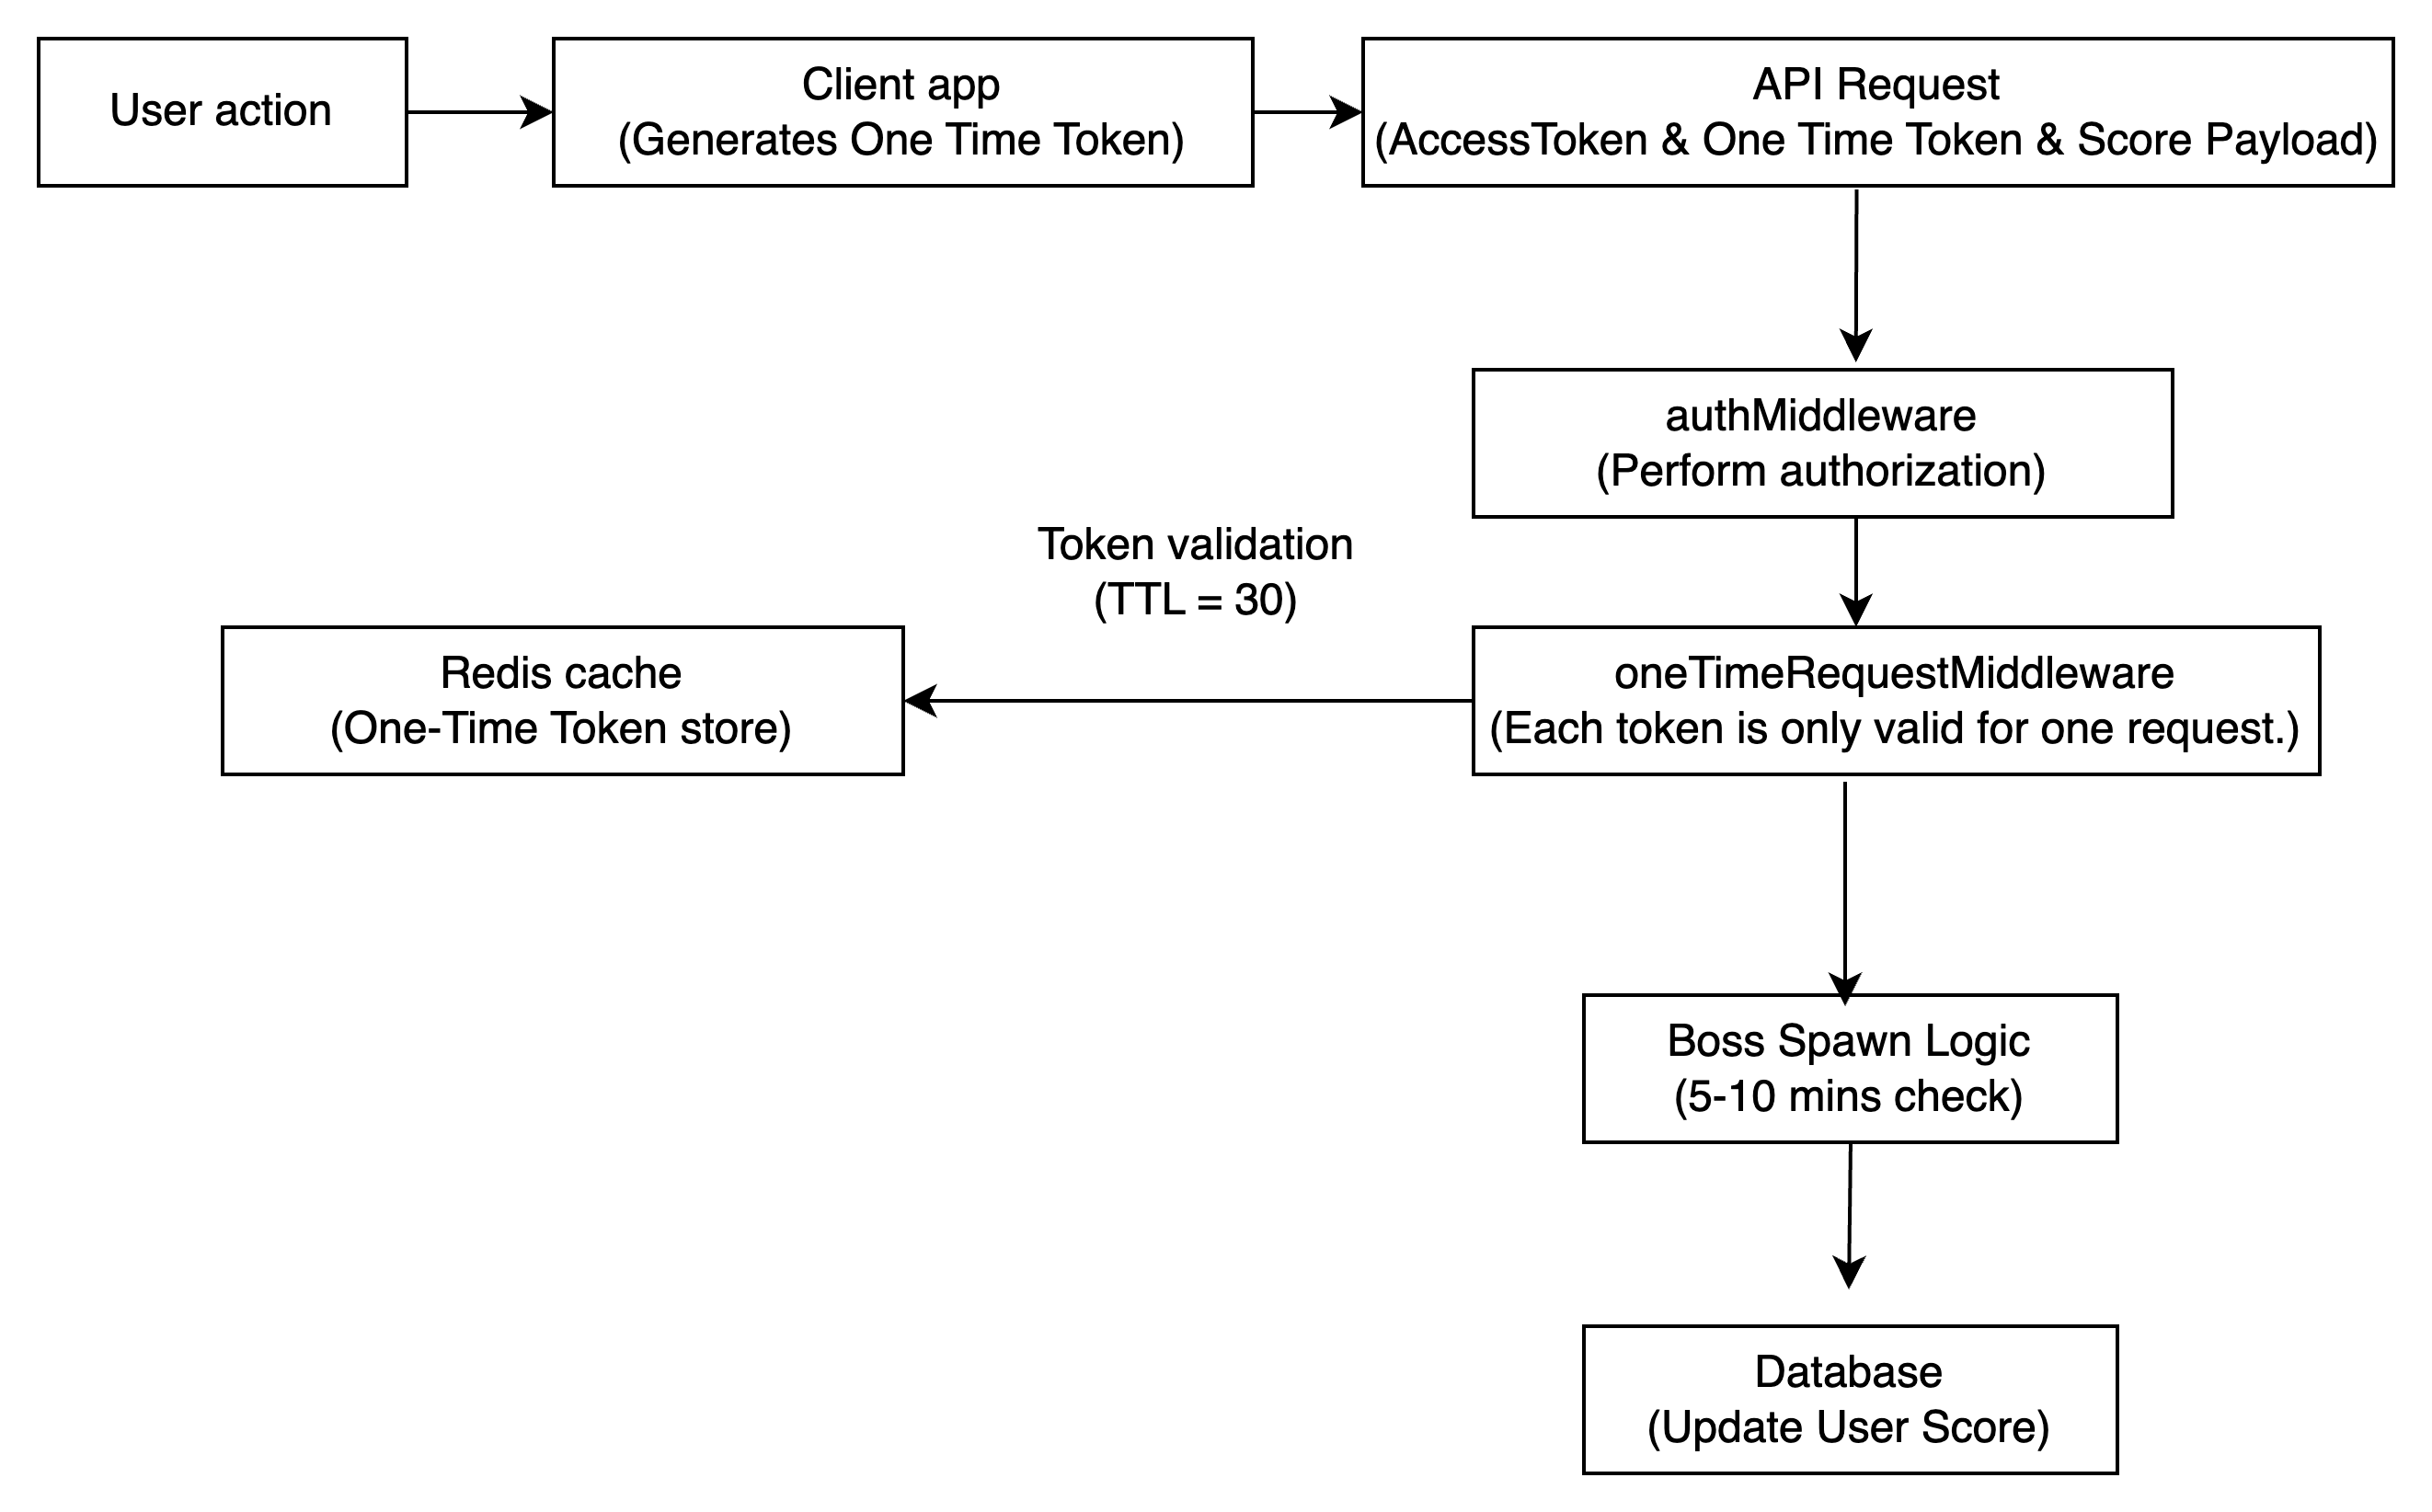 User action
Client app
(Generates One Time Token)
API Request
(AccessToken & One Time Token & Score Payload)
authMiddleware
(Perform authorization)
Token validation
(TTL = 30)
Redis cache
(One-Time Token store)
oneTimeRequestMiddleware
(Each token is only valid for one request.)
Boss Spawn Logic
(5-10 mins check)
Database
(Update User Score)